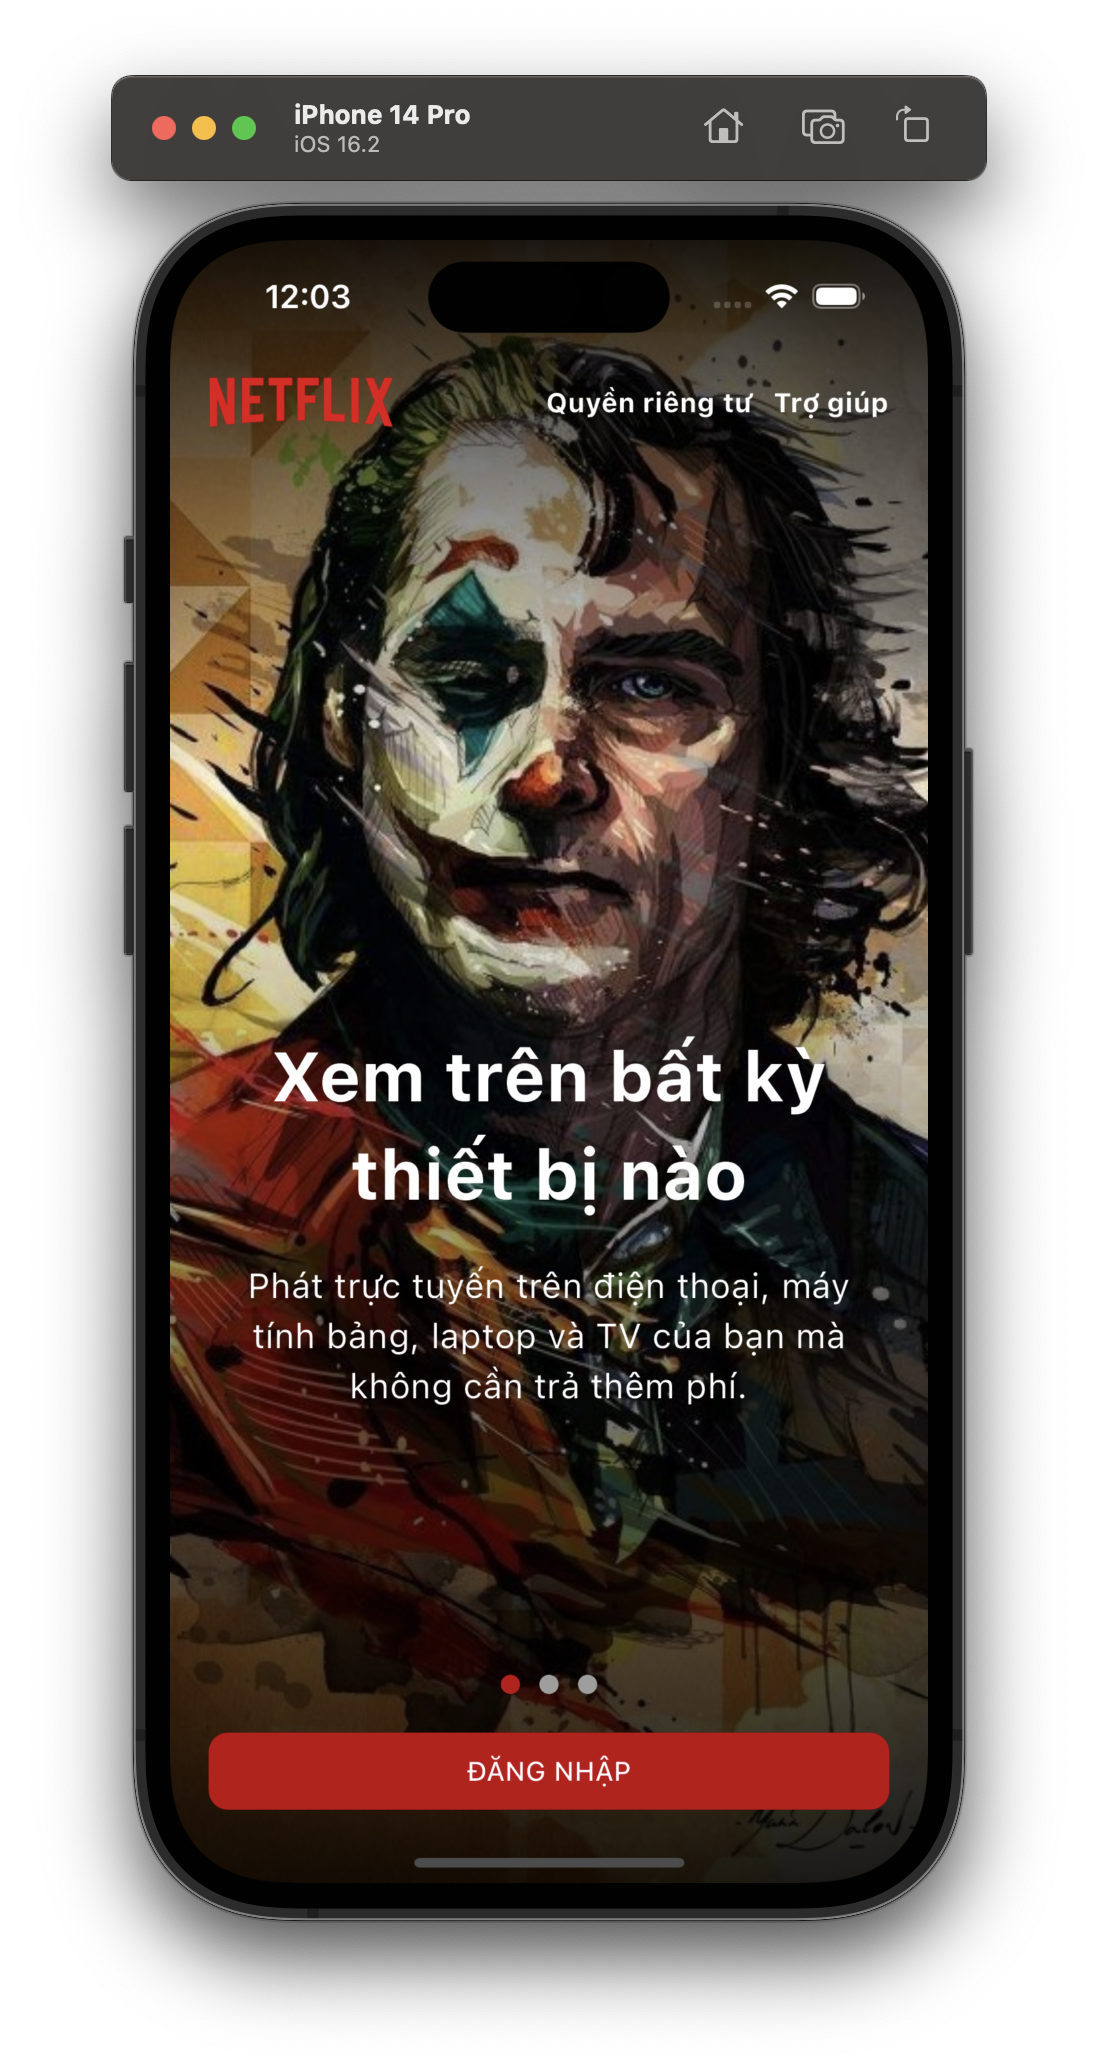 iPhone 14 Pro
iOS 16.2
12:03
NETFLIX
Quyền riêng tư Trợ giúp
Xem trên bất kỳ
thiết bị nào
Phát trực tuyến trên điện thoại, máy
tính bảng, laptop và TV của bạn mà
không cần trả thêm phí.
ĐĂNG NHẬP